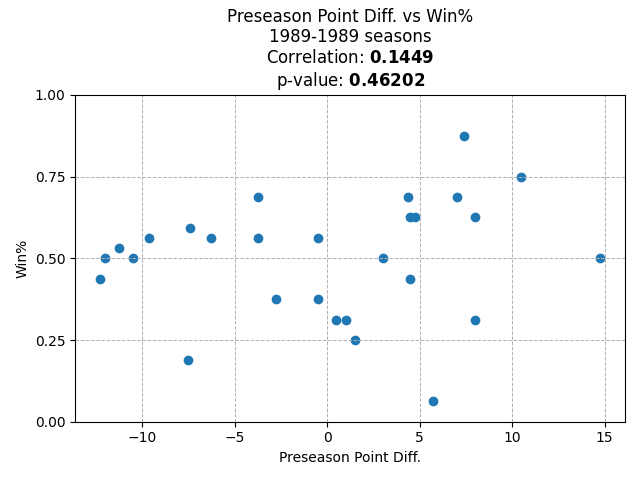 Preseason Point Diff. vs Win%
1989-1989 seasons
Correlation: 0.1449
p-value: 0.46202
1.00
0.75
0.50
0.25
0.00
Win%
−10
−5
0
5
10
15
Preseason Point Diff.